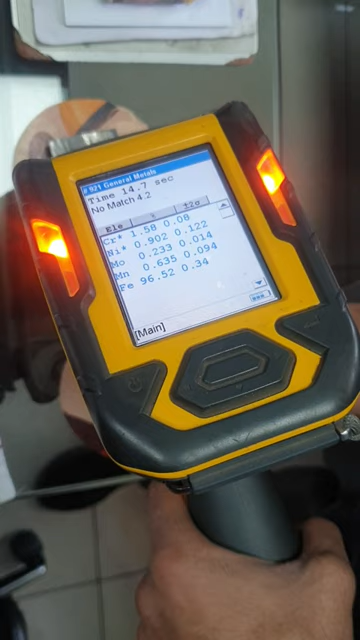 # 921 General Metals
Time 14.7 sec
No Match 4.2
Ele % ±2σ
Cr* 1.58 0.08
Ni* 0.902 0.122
Mo 0.233 0.014
Mn 0.635 0.094
Fe 96.52 0.34
[Main]